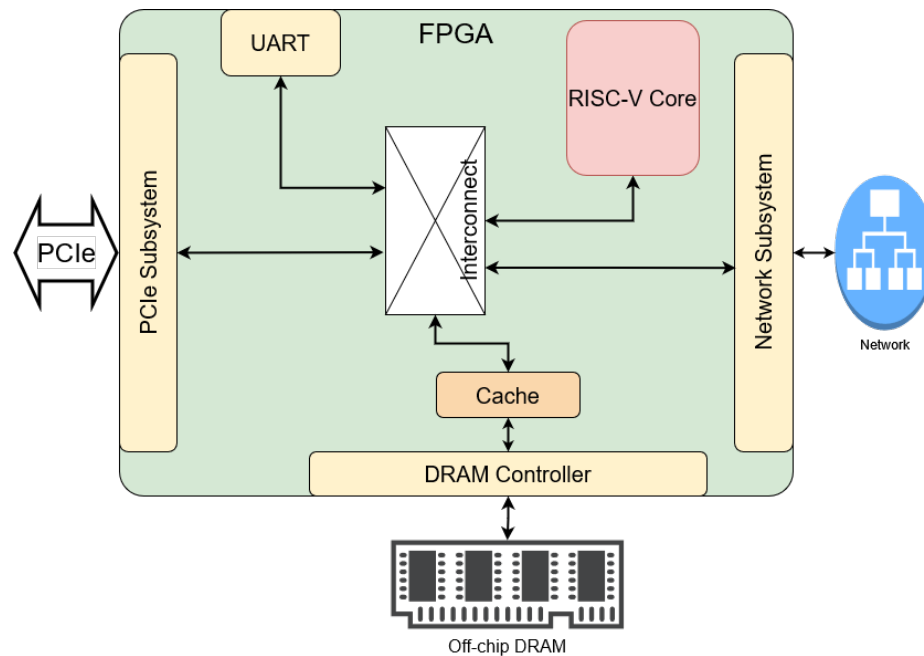 FPGA
UART
RISC-V Core
PCIe
PCIe Subsystem
Interconnect
Network Subsystem
Network
Cache
DRAM Controller
Off-chip DRAM